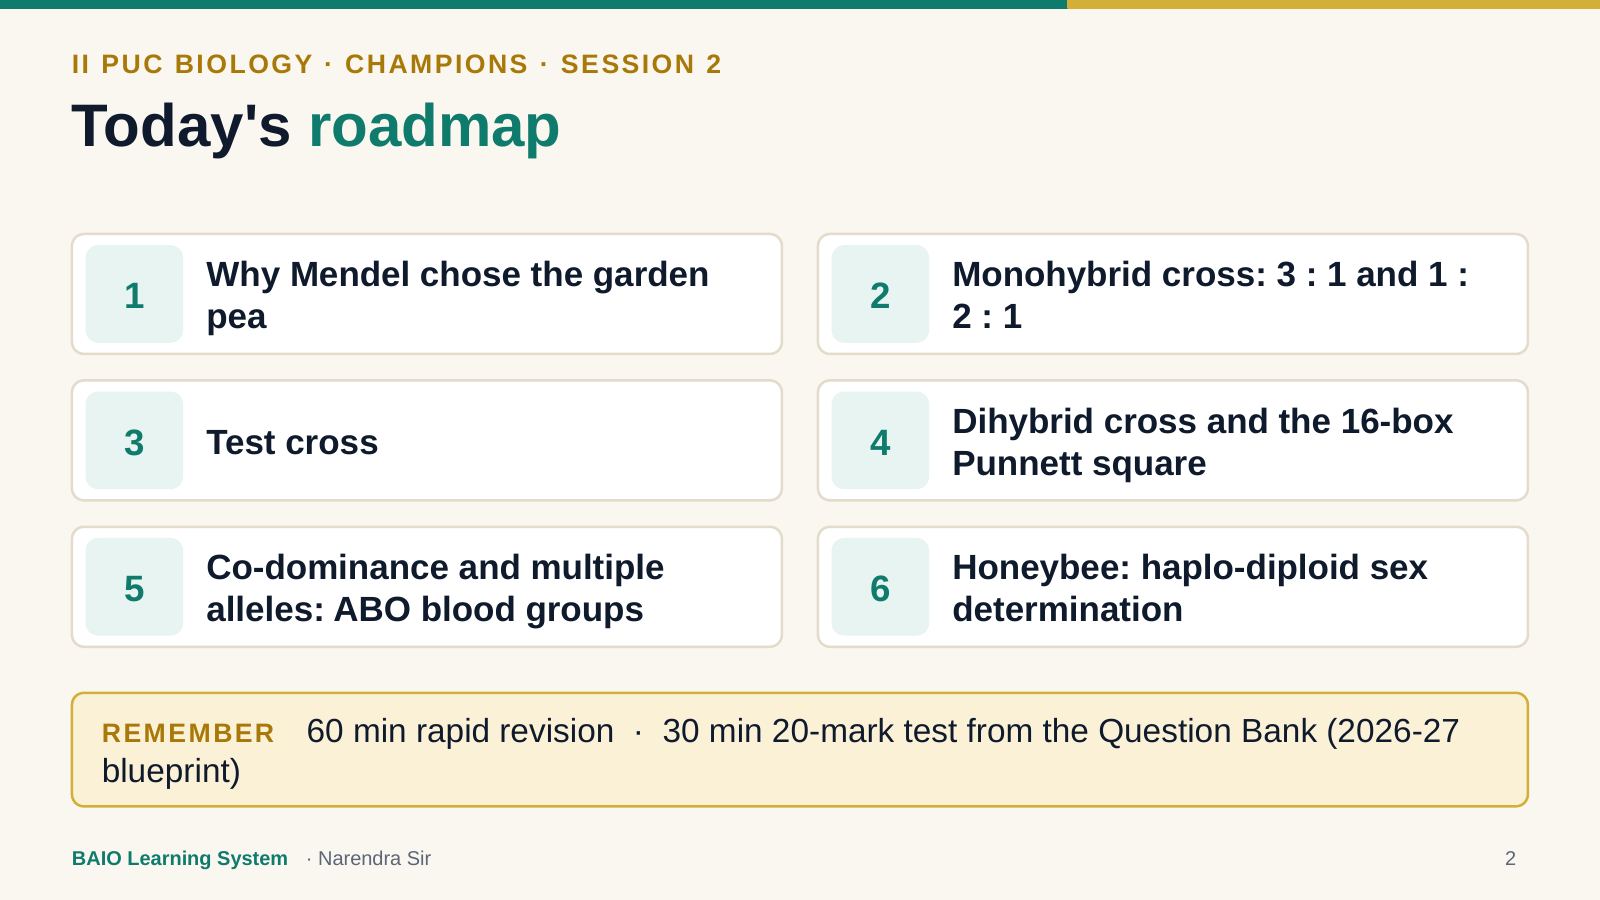 II PUC BIOLOGY · CHAMPIONS · SESSION 2
Today's roadmap
1
Why Mendel chose the garden
pea
2
Monohybrid cross: 3 : 1 and 1 :
2 : 1
3
Test cross
4
Dihybrid cross and the 16-box
Punnett square
5
Co-dominance and multiple
alleles: ABO blood groups
6
Honeybee: haplo-diploid sex
determination
REMEMBER 60 min rapid revision · 30 min 20-mark test from the Question Bank (2026-27
blueprint)
BAIO Learning System · Narendra Sir
2